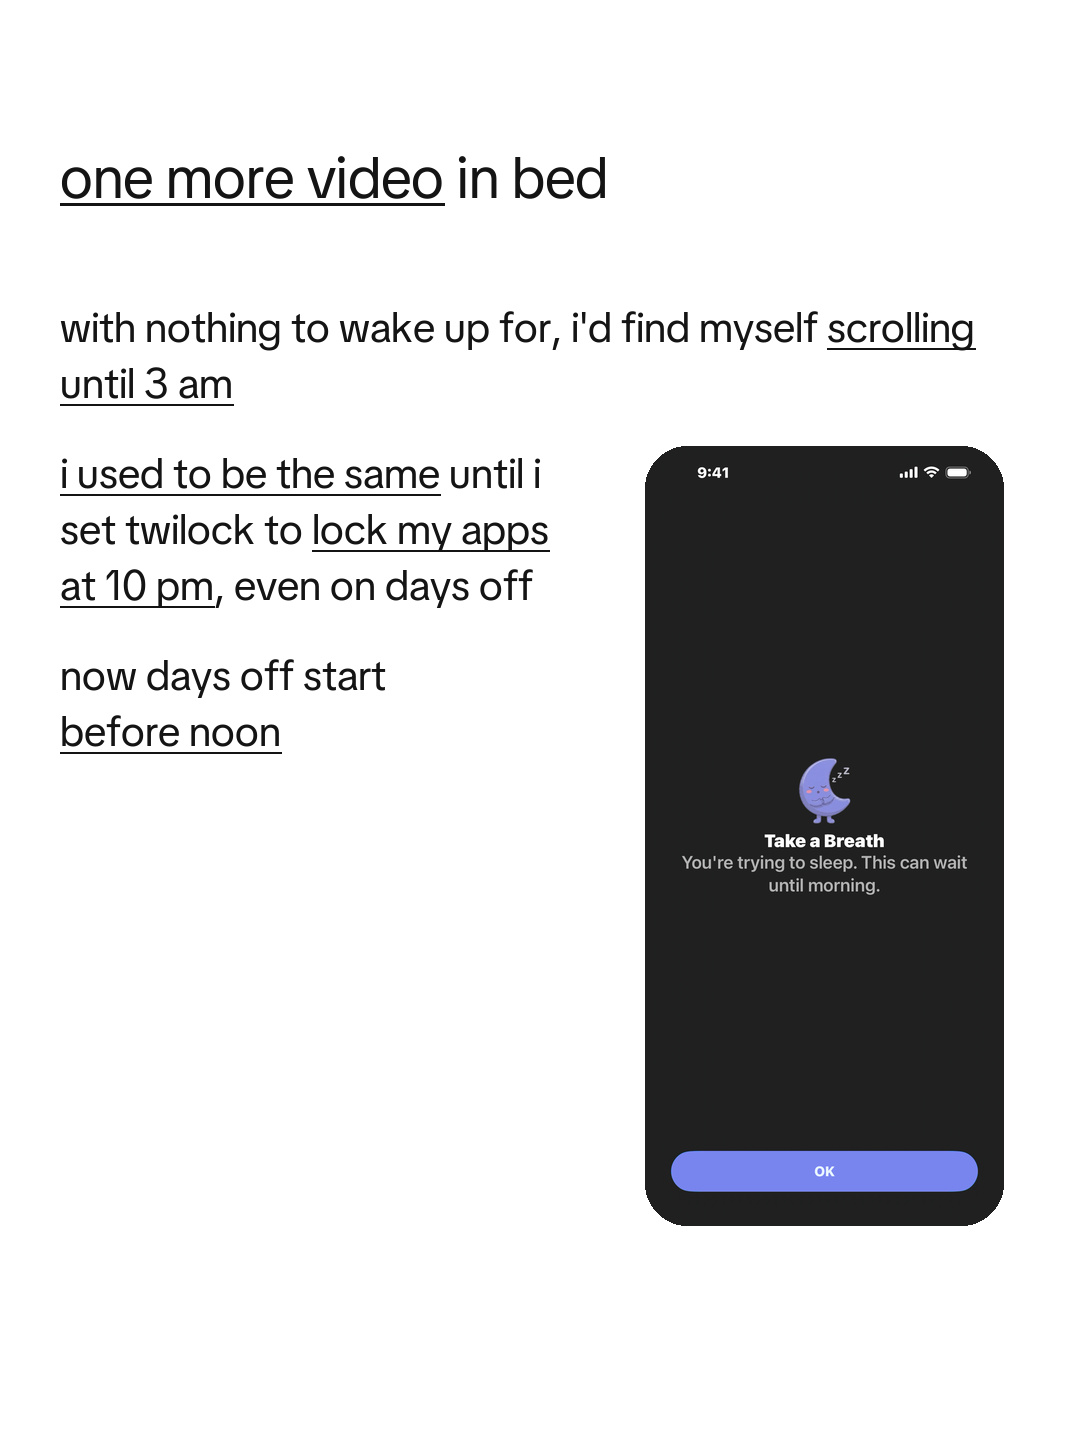 one more video in bed
with nothing to wake up for, i'd find myself scrolling
until 3 am
i used to be the same until i
set twilock to lock my apps
at 10 pm, even on days off
now days off start
before noon
9:41
z z z
Take a Breath
You're trying to sleep. This can wait
until morning.
OK